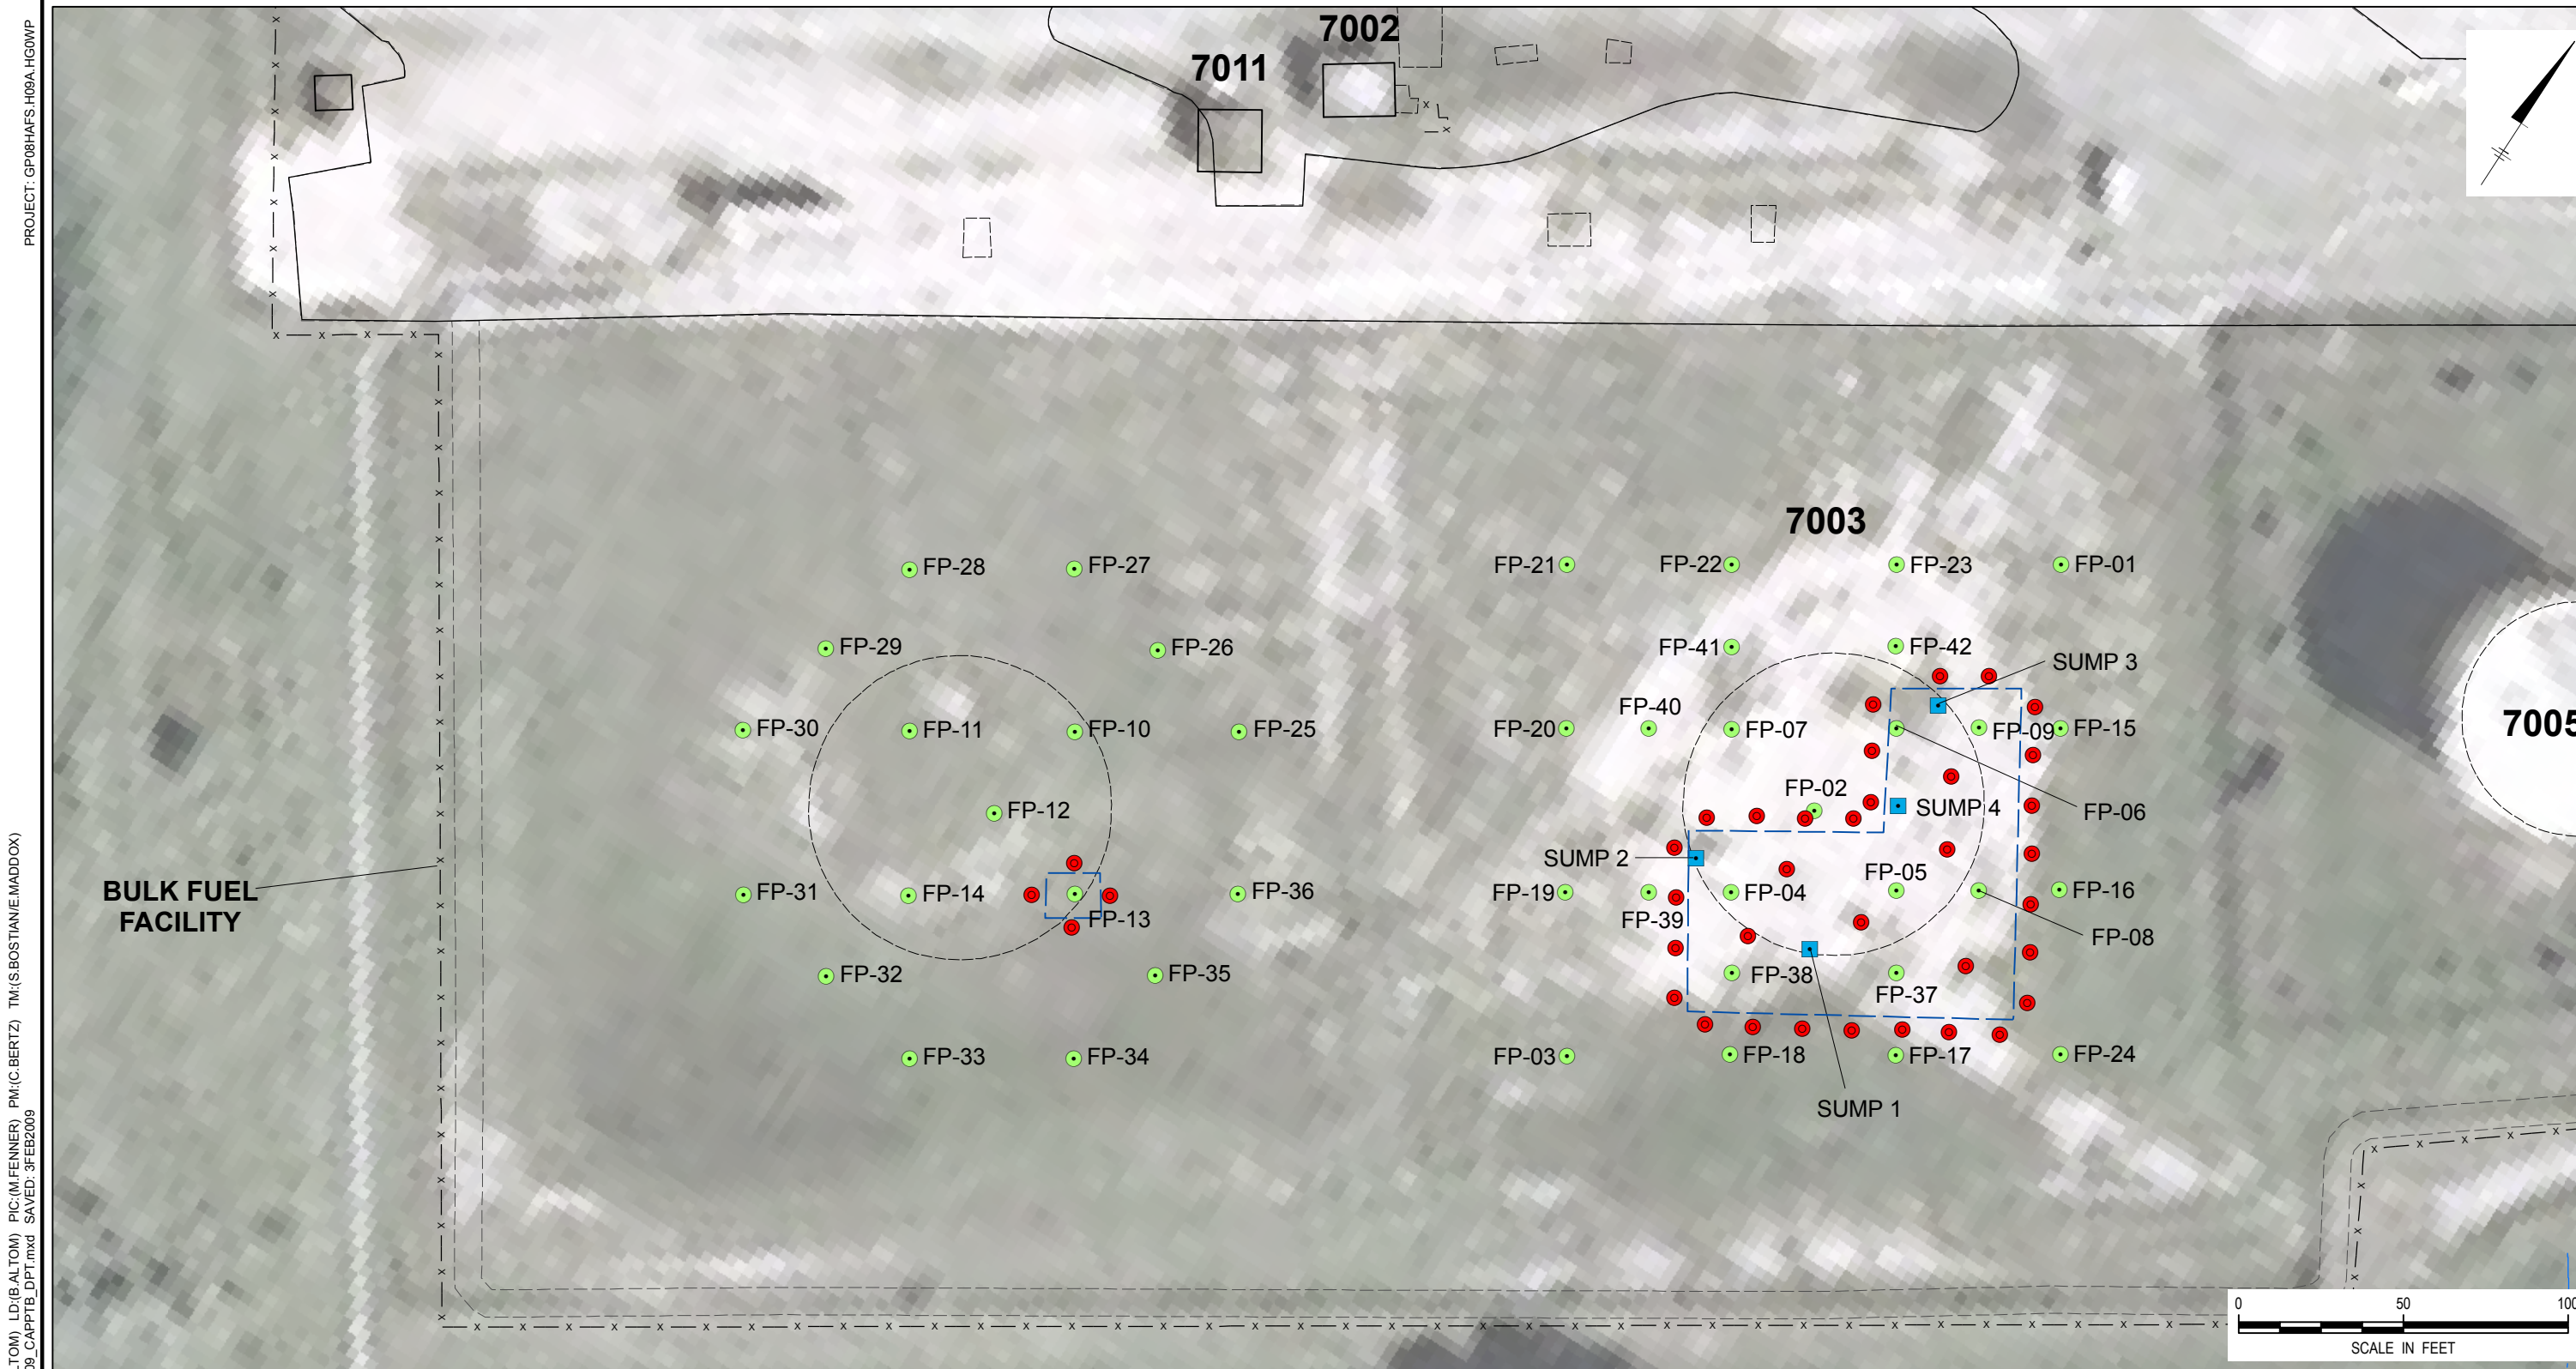 PROJECT: GP08HAFS.H09A.HG0WP
LTOM) LD:(B.ALTOM) PIC:(M.FENNER) PM:(C.BERTZ) TM:(S.BOSTIAN/E.MADDOX)
09_CAPPTB_DPT.mxd SAVED: 3FEB2009
7002
7011
7003
7005
FP-28
FP-27
FP-21
FP-22
FP-23
FP-01
FP-29
FP-26
FP-41
FP-42
SUMP 3
FP-40
FP-30
FP-11
FP-10
FP-25
FP-20
FP-07
FP-09
FP-15
FP-02
FP-12
SUMP 4
FP-06
SUMP 2
BULK FUEL
FACILITY
FP-31
FP-14
FP-13
FP-36
FP-19
FP-39
FP-04
FP-05
FP-16
FP-08
FP-32
FP-35
FP-38
FP-37
FP-33
FP-34
FP-03
FP-18
FP-17
FP-24
SUMP 1
0 50 100
SCALE IN FEET